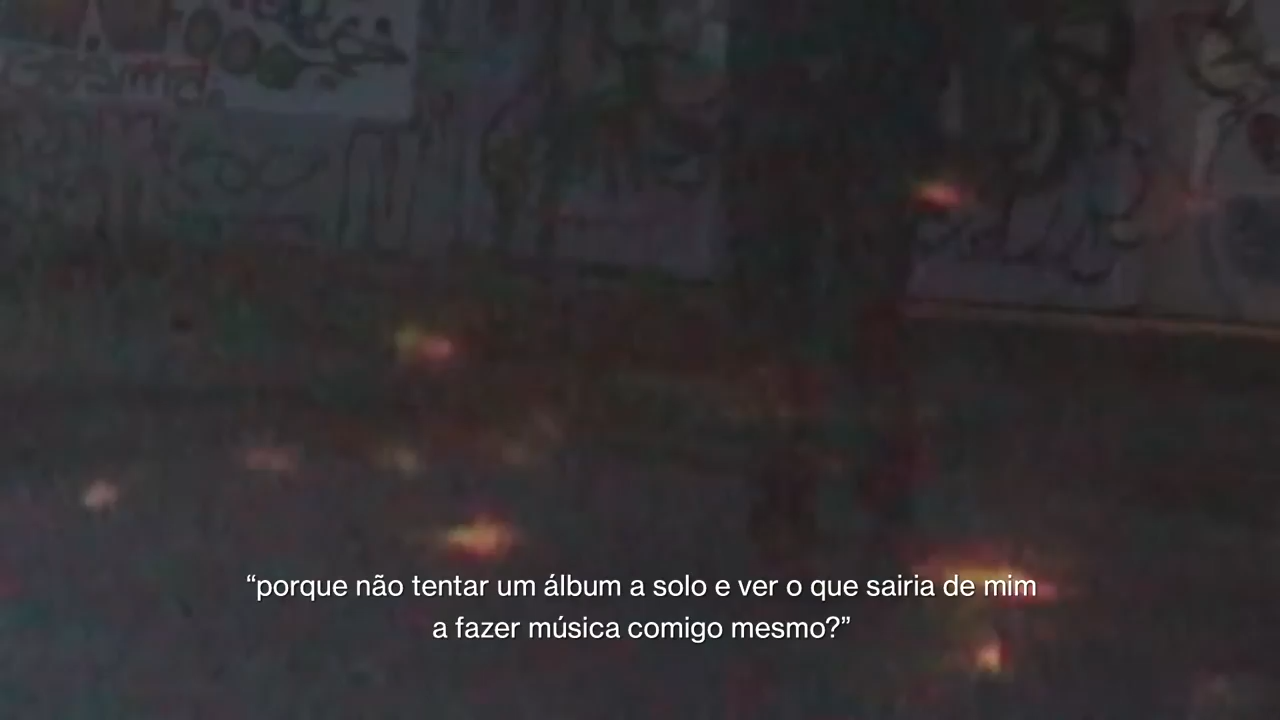 “porque não tentar um álbum a solo e ver o que sairia de mim
a fazer música comigo mesmo?”